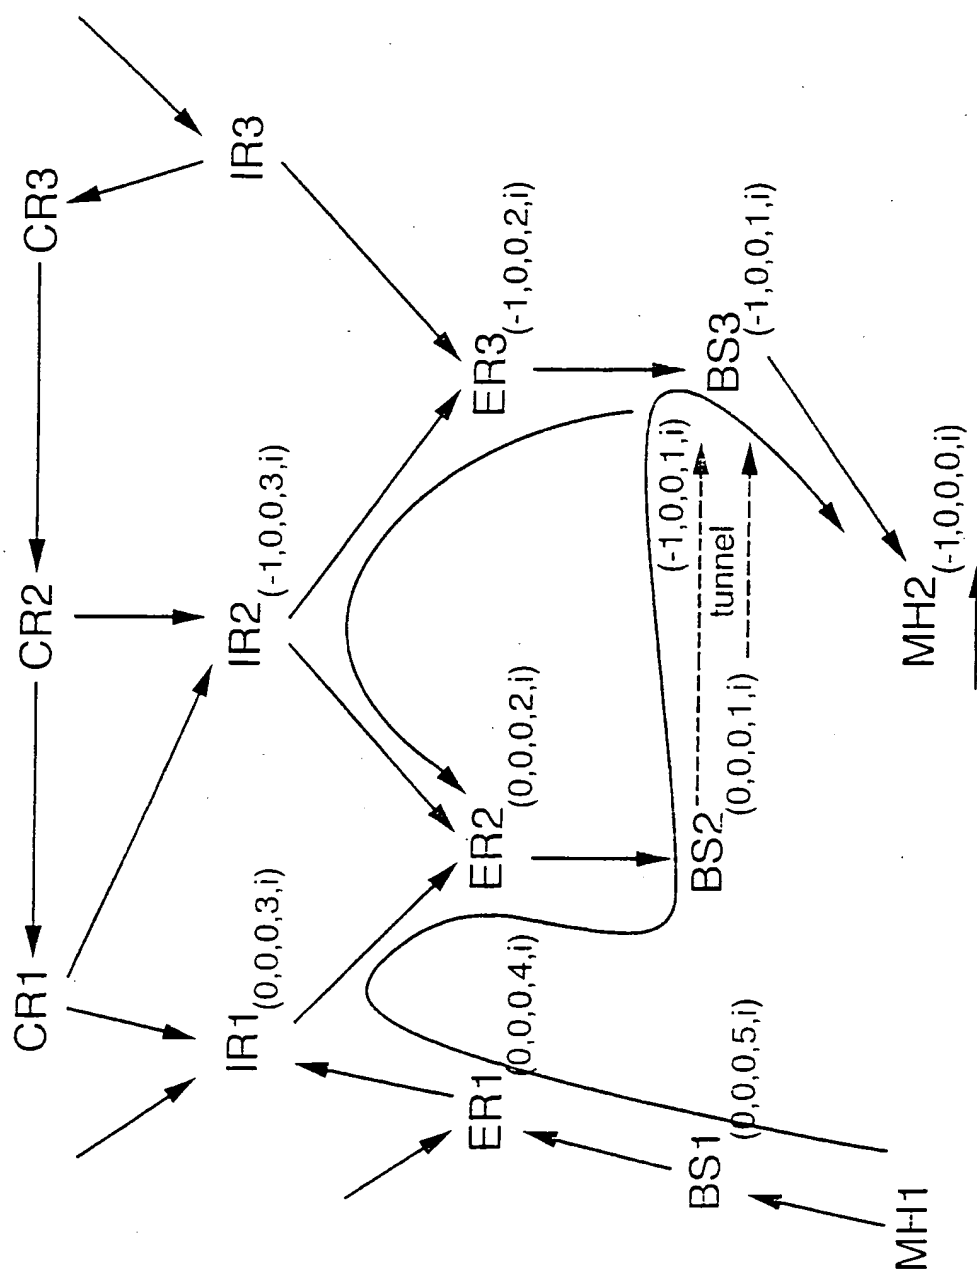 CR1
CR2
CR3
IR1 (0,0,0,3,i)
IR2 (-1,0,0,3,i)
IR3
ER1 (0,0,0,4,i)
ER2 (0,0,0,2,i)
ER3 (-1,0,0,2,i)
BS1 (0,0,0,5,i)
BS2 (0,0,0,1,i)
(-1,0,0,1,i)
tunnel
BS3 (-1,0,0,1,i)
MH1
MH2 (-1,0,0,0,i)